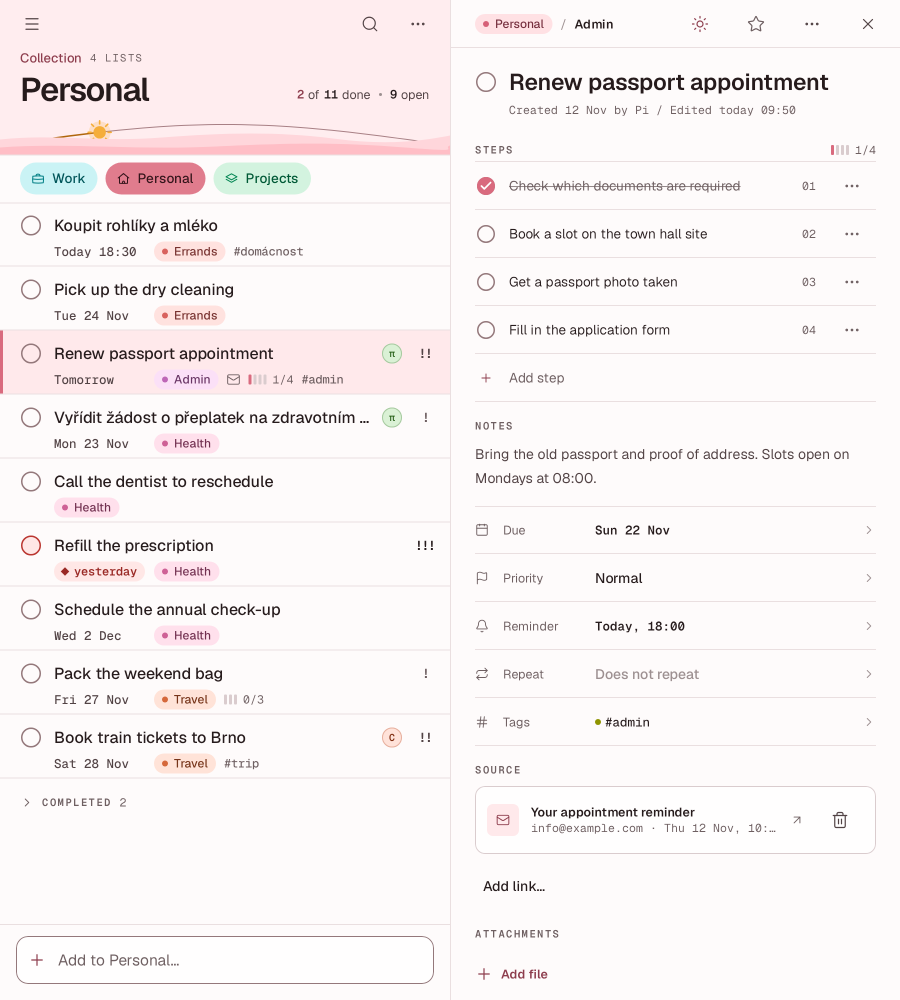 Collection 4 LISTS
Personal
2 of 11 done • 9 open
Work
Personal
Projects
Koupit rohlíky a mléko
Today 18:30 Errands #domácnost
Pick up the dry cleaning
Tue 24 Nov Errands
Renew passport appointment π !!
Tomorrow Admin 1/4 #admin
Vyřídit žádost o přeplatek na zdravotním … π !
Mon 23 Nov Health
Call the dentist to reschedule
Health
Refill the prescription !!!
yesterday Health
Schedule the annual check-up
Wed 2 Dec Health
Pack the weekend bag !
Fri 27 Nov Travel 0/3
Book train tickets to Brno C !!
Sat 28 Nov Travel #trip
COMPLETED 2
Add to Personal…
Personal / Admin
Renew passport appointment
Created 12 Nov by Pi / Edited today 09:50
STEPS 1/4
Check which documents are required 01
Book a slot on the town hall site 02
Get a passport photo taken 03
Fill in the application form 04
Add step
NOTES
Bring the old passport and proof of address. Slots open on
Mondays at 08:00.
Due Sun 22 Nov
Priority Normal
Reminder Today, 18:00
Repeat Does not repeat
Tags #admin
SOURCE
Your appointment reminder
info@example.com · Thu 12 Nov, 10:…
Add link…
ATTACHMENTS
Add file